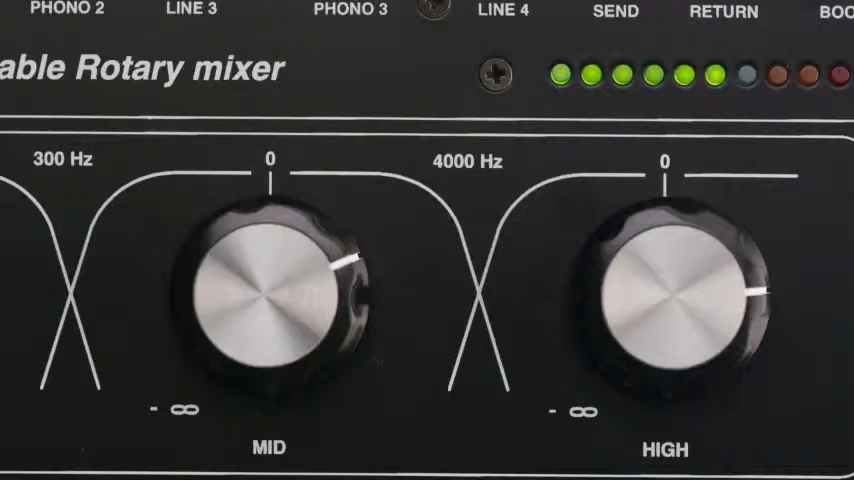 PHONO 2 LINE 3 PHONO 3 LINE 4 SEND RETURN
able Rotary mixer
300 Hz 0 4000 Hz 0
- ∞ - ∞
MID HIGH